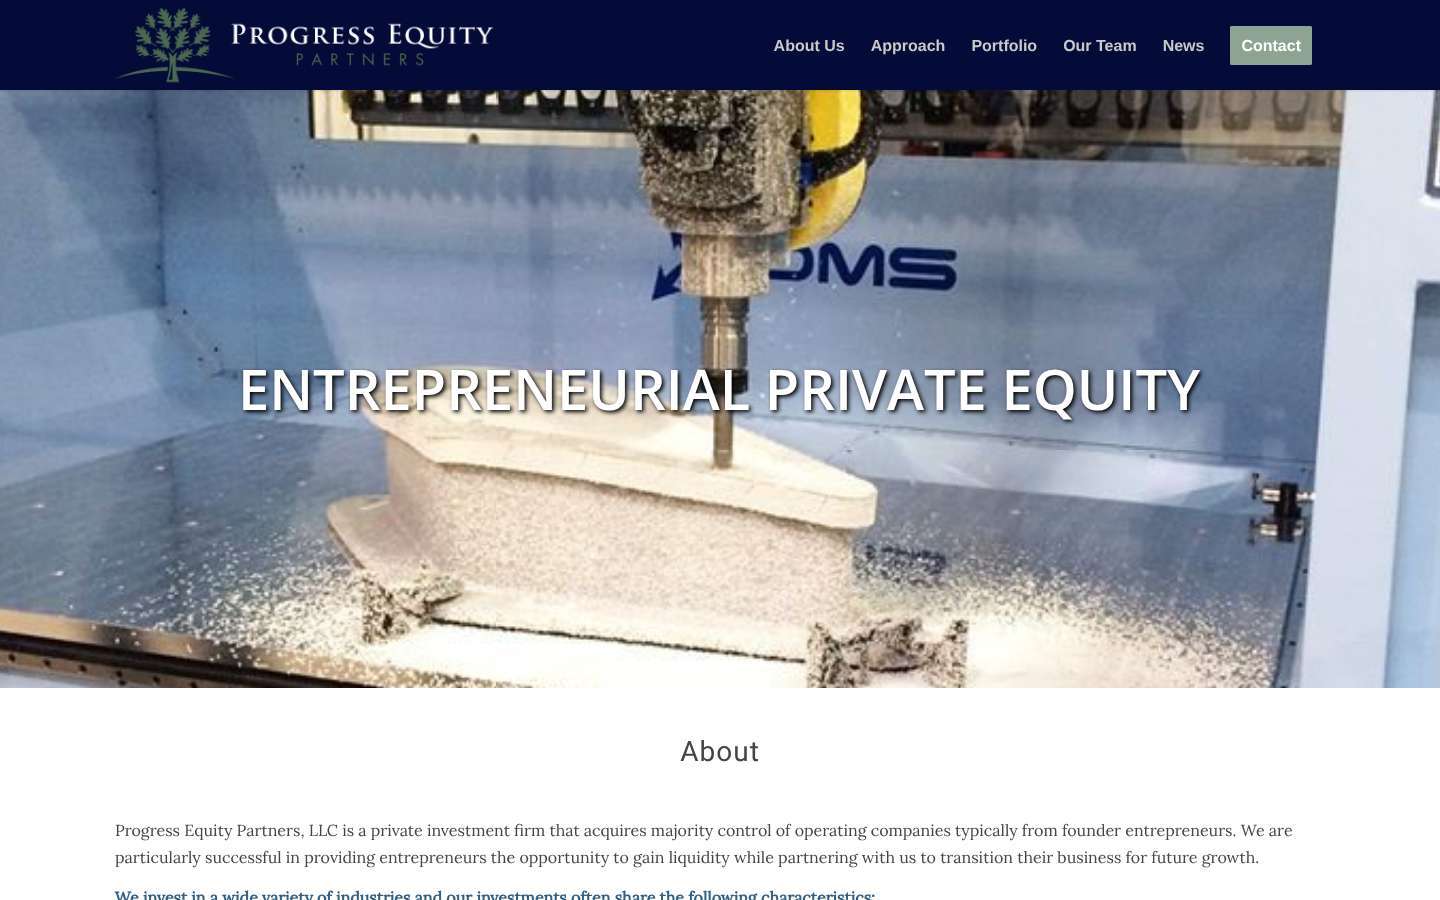 PROGRESS EQUITY
PARTNERS
About Us
Approach
Portfolio
Our Team
News
Contact
DMS
ENTREPRENEURIAL PRIVATE EQUITY
About
Progress Equity Partners, LLC is a private investment firm that acquires majority control of operating companies typically from founder entrepreneurs. We are
particularly successful in providing entrepreneurs the opportunity to gain liquidity while partnering with us to transition their business for future growth.
We invest in a wide variety of industries and our investments often share the following characteristics: